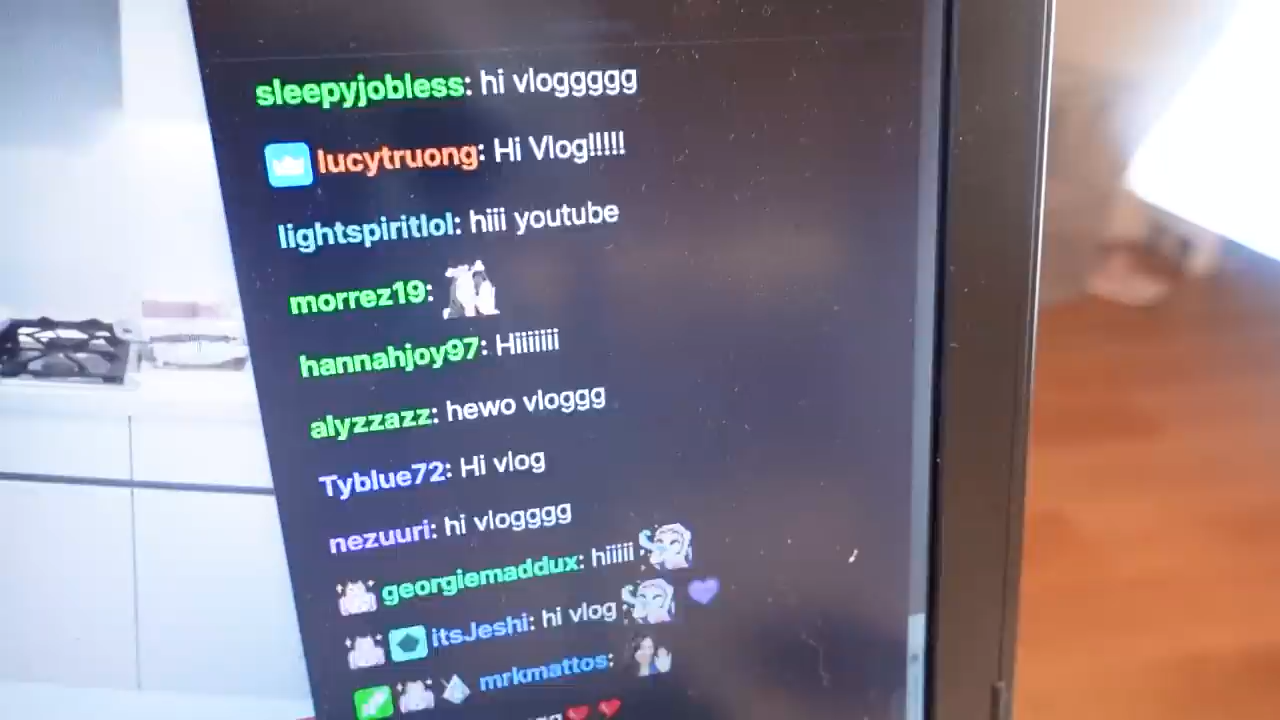 sleepyjobless: hi vloggggg
lucytruong: Hi Vlog!!!!!
lightspiritlol: hiii youtube
morrez19:
hannahjoy97: Hiiiiiii
alyzzazz: hewo vloggg
Tyblue72: Hi vlog
nezuuri: hi vlogggg
georgiemaddux: hiiiii
itsJeshi: hi vlog
mrkmattos: